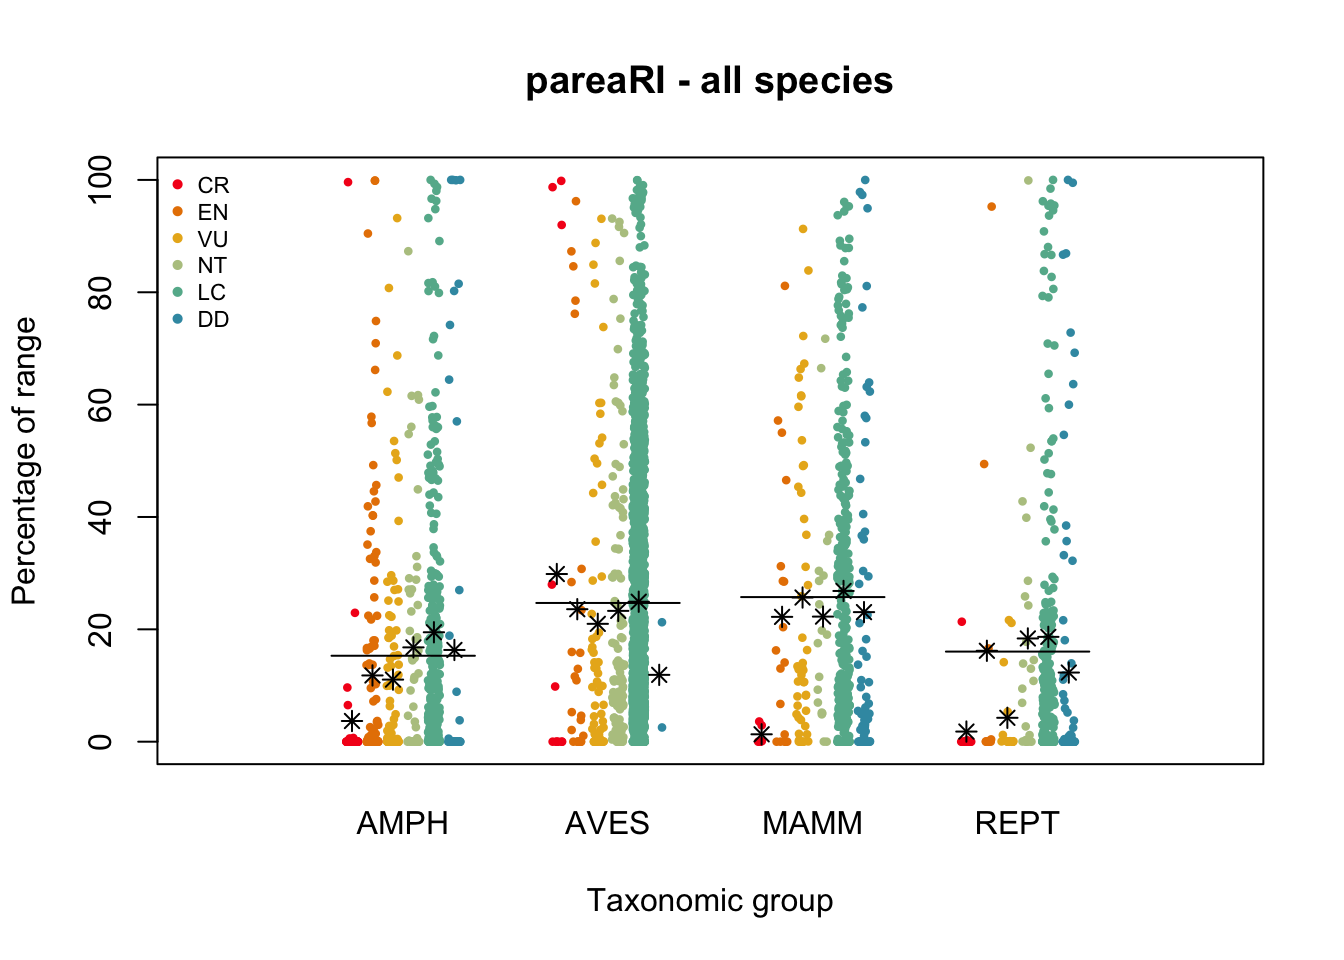 pareaRI - all species
Percentage of range
100
80
60
40
20
0
CR
EN
VU
NT
LC
DD
AMPH AVES MAMM REPT
Taxonomic group